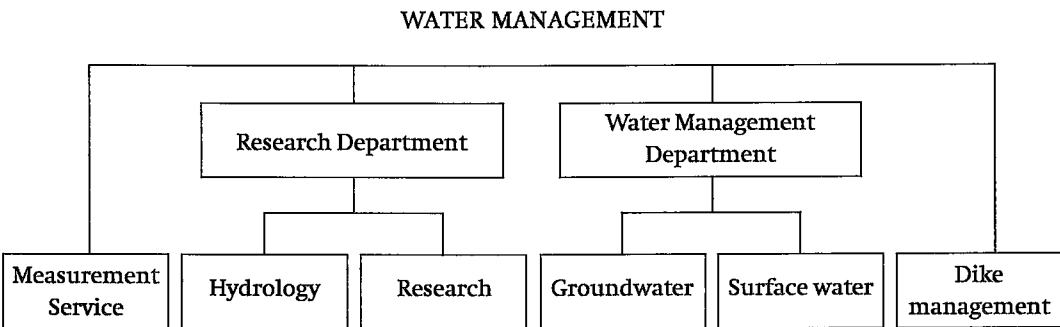 WATER MANAGEMENT
Research Department
Water Management
Department
Measurement
Service
Hydrology
Research
Groundwater
Surface water
Dike
management